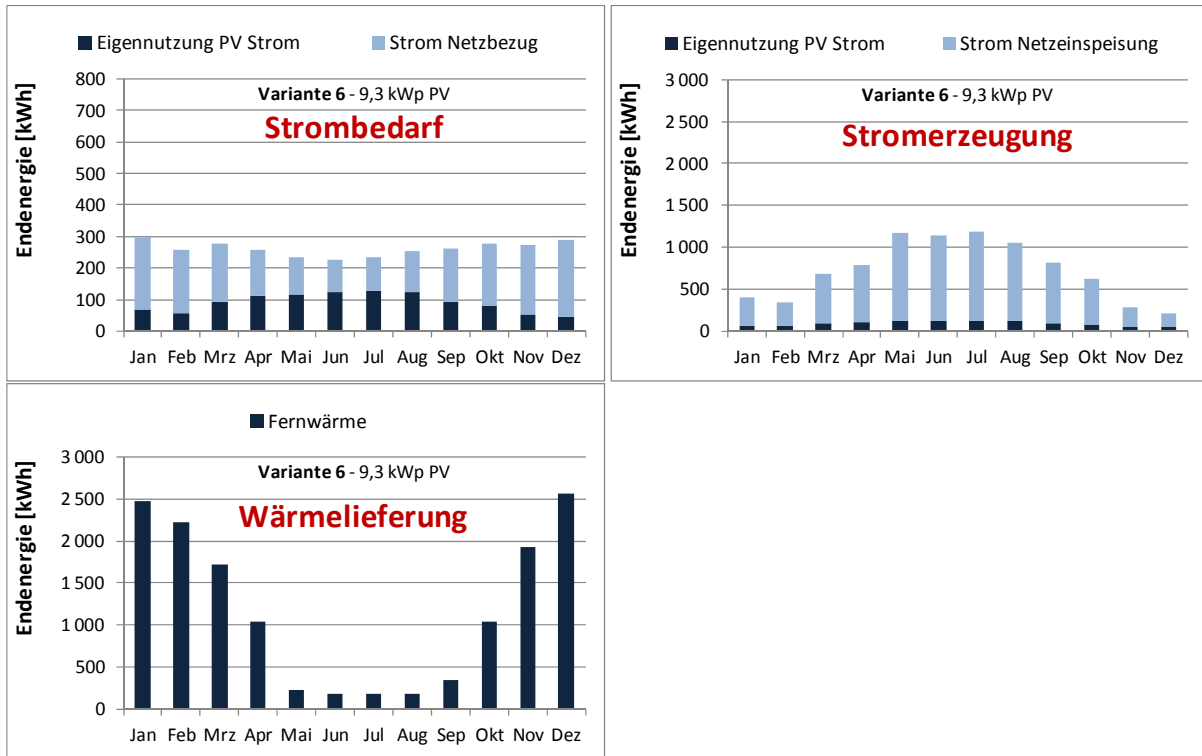 Eigennutzung PV Strom Strom Netzbezug
Endenergie [kWh]
Variante 6 - 9,3 kWp PV
Strombedarf
800
700
600
500
400
300
200
100
0
Jan Feb Mrz Apr Mai Jun Jul Aug Sep Okt Nov Dez
Eigennutzung PV Strom Strom Netzeinspeisung
Endenergie [kWh]
Variante 6 - 9,3 kWp PV
Stromerzeugung
3 000
2 500
2 000
1 500
1 000
500
0
Jan Feb Mrz Apr Mai Jun Jul Aug Sep Okt Nov Dez
Fernwärme
Endenergie [kWh]
Variante 6 - 9,3 kWp PV
Wärmelieferung
3 000
2 500
2 000
1 500
1 000
500
0
Jan Feb Mrz Apr Mai Jun Jul Aug Sep Okt Nov Dez